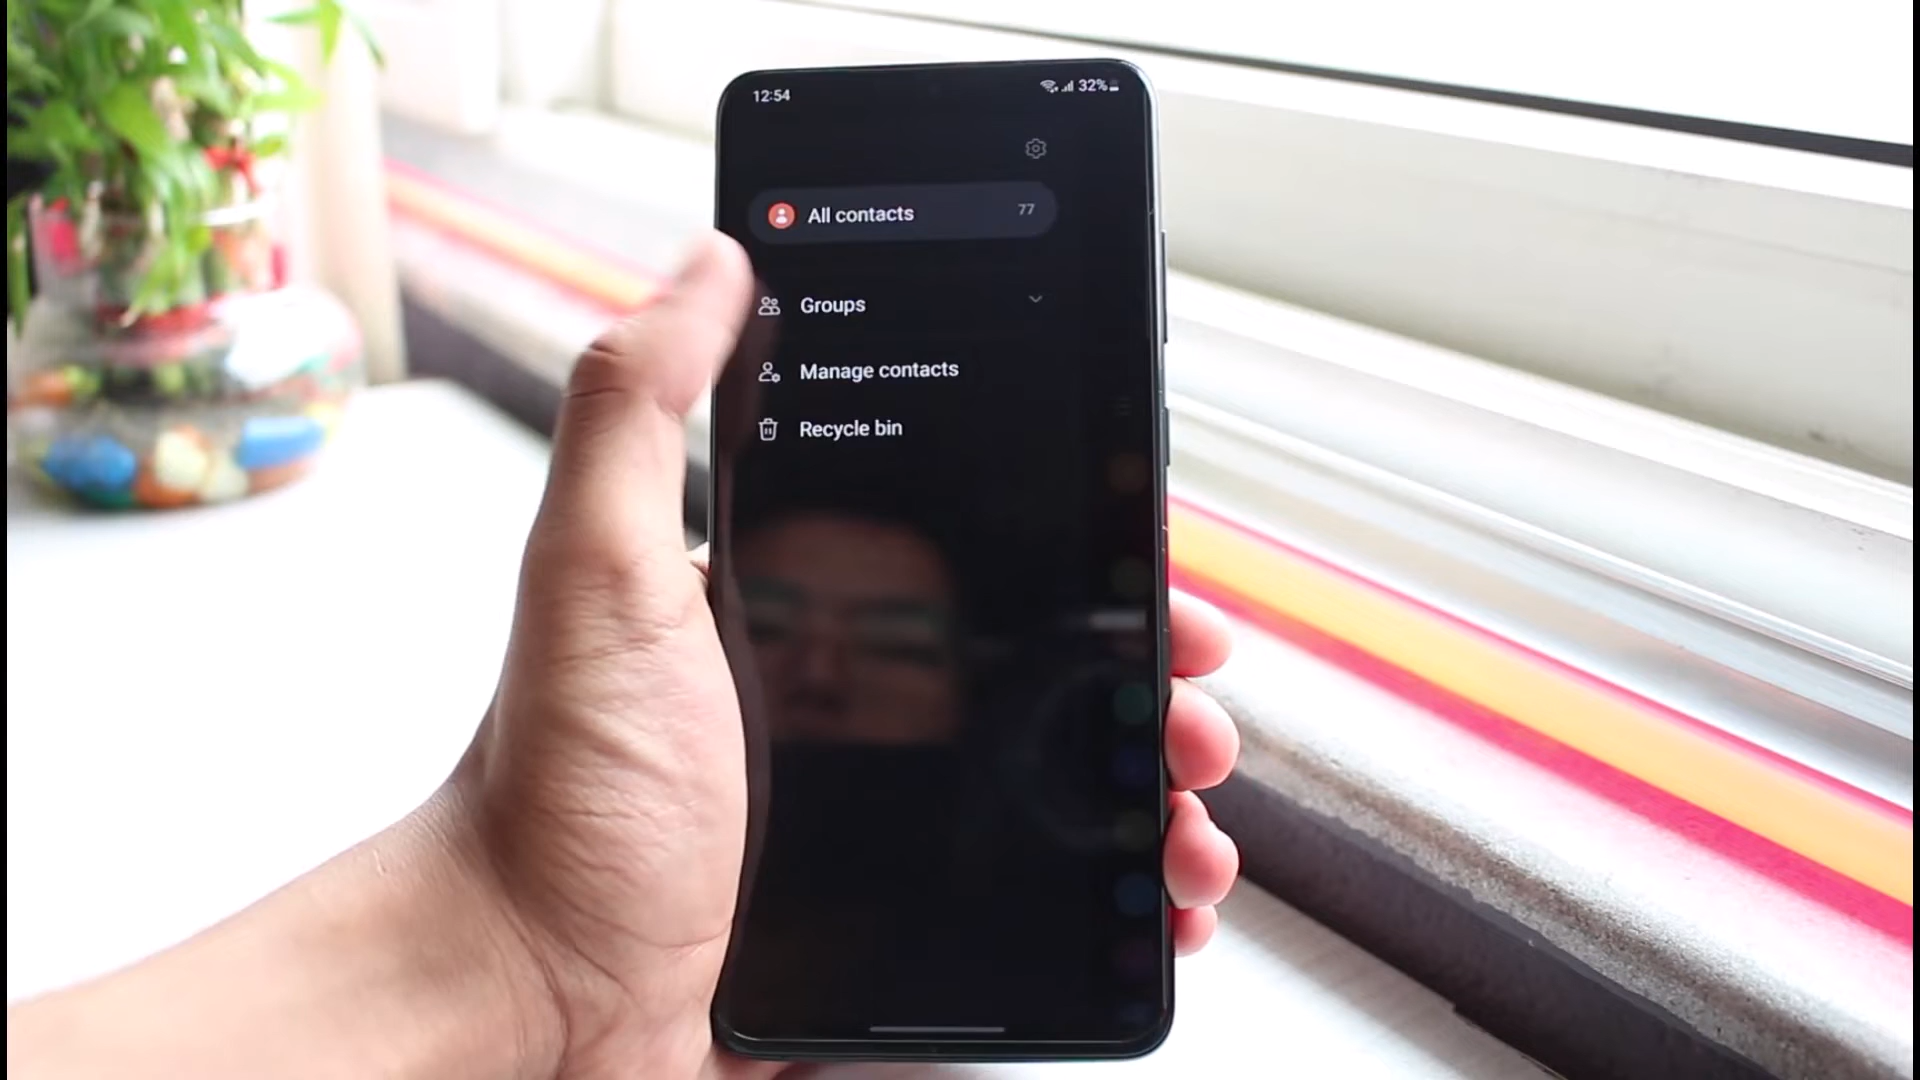 12:54 32%
All contacts 77
Groups
Manage contacts
Recycle bin